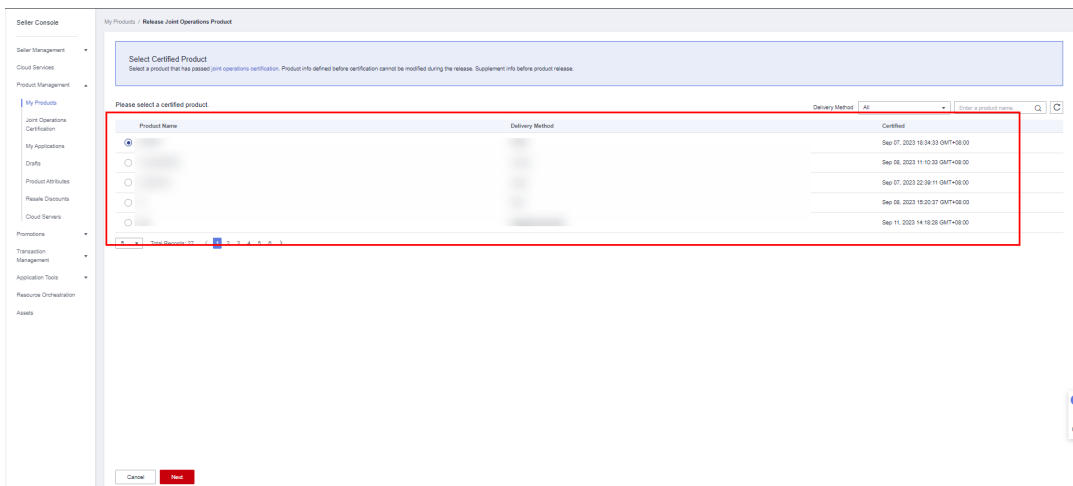 Seller Console
My Products / Release Joint Operations Product
Seller Management
Cloud Services
Product Management
My Products
Joint Operations
Certification
My Applications
Drafts
Product Attributes
Resale Discounts
Cloud Servers
Promotions
Transaction
Management
Application Tools
Resource Orchestration
Assets
Select Certified Product
Select a product that has passed joint operations certification. Product info defined before certification cannot be modified during the release. Supplement info before product release.
Please select a certified product.
Delivery Method All Enter a product name.
Product Name Delivery Method Certified
Sep 07, 2023 18:34:33 GMT+08:00
Sep 08, 2023 11:10:33 GMT+08:00
Sep 07, 2023 22:39:11 GMT+08:00
Sep 08, 2023 15:20:37 GMT+08:00
Sep 11, 2023 14:18:28 GMT+08:00
5 Total Records: 27 < 1 2 3 4 5 6 >
Cancel Next